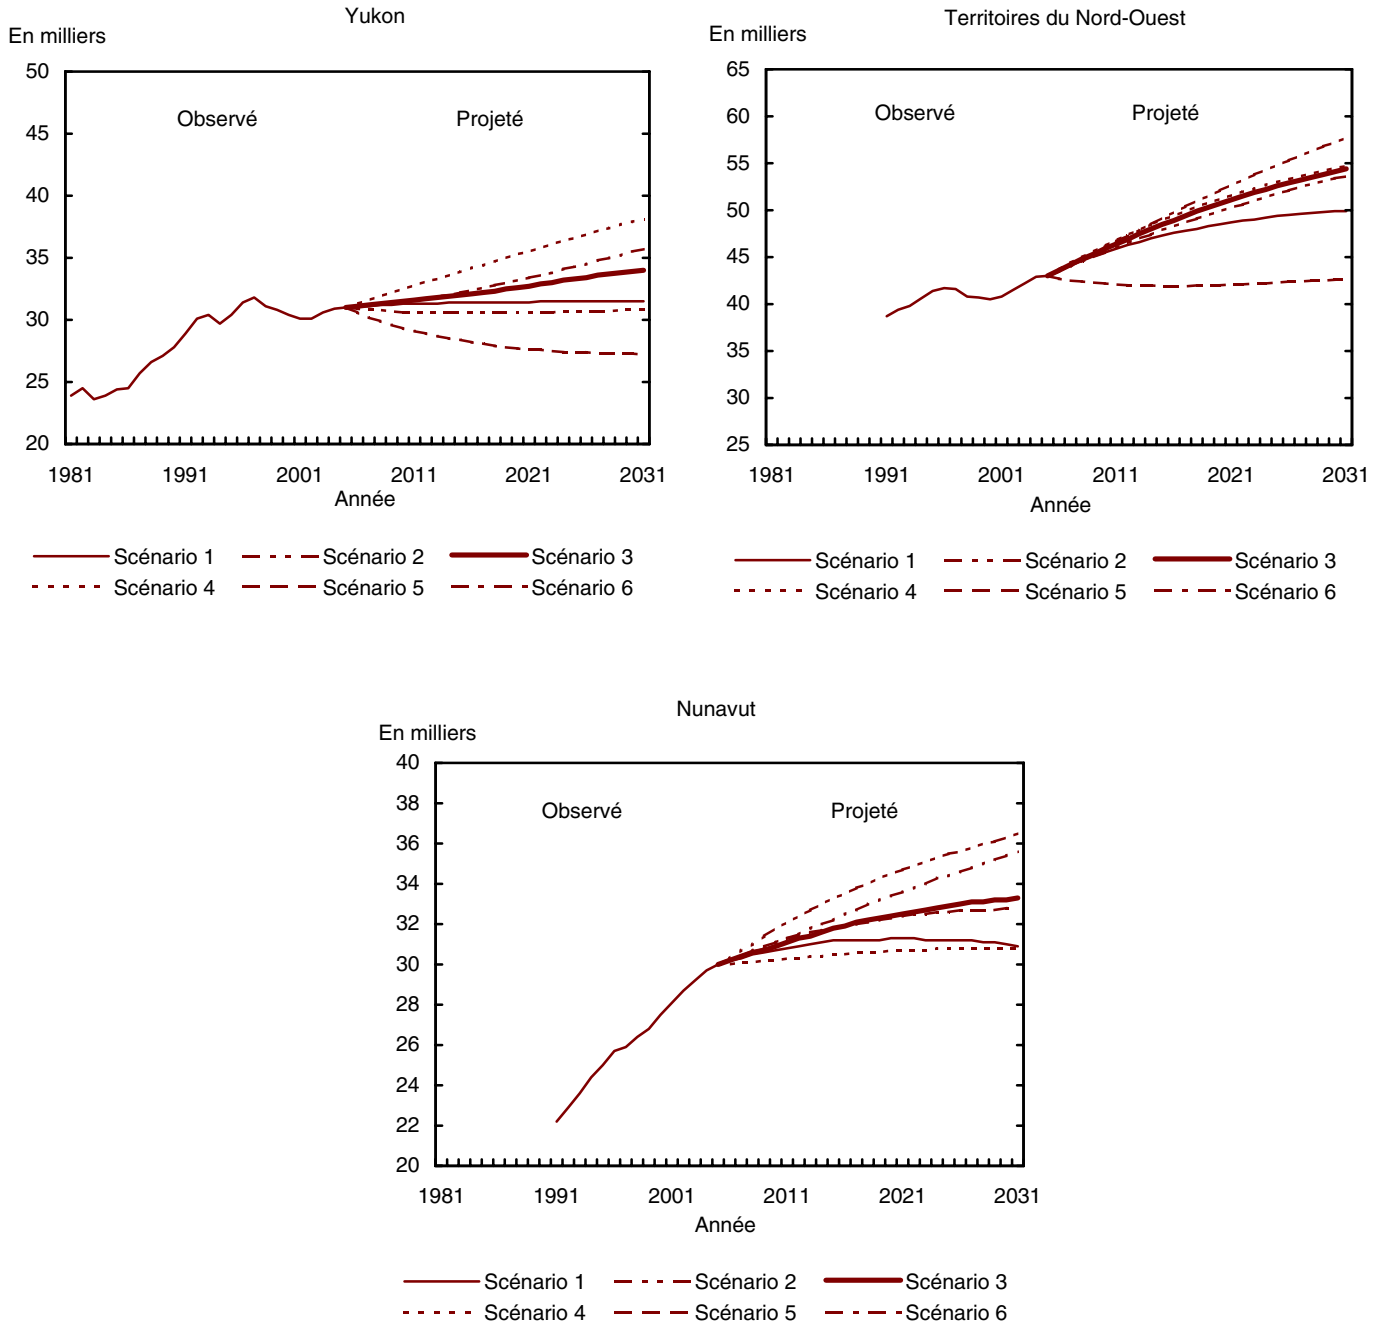 Yukon
En milliers
50
45
40
35
30
25
20
Observé Projeté
1981 1991 2001 2011 2021 2031
Année
Scénario 1 Scénario 2 Scénario 3
Scénario 4 Scénario 5 Scénario 6
Territoires du Nord-Ouest
En milliers
65
60
55
50
45
40
35
30
25
Observé Projeté
1981 1991 2001 2011 2021 2031
Année
Scénario 1 Scénario 2 Scénario 3
Scénario 4 Scénario 5 Scénario 6
Nunavut
En milliers
40
38
36
34
32
30
28
26
24
22
20
Observé Projeté
1981 1991 2001 2011 2021 2031
Année
Scénario 1 Scénario 2 Scénario 3
Scénario 4 Scénario 5 Scénario 6